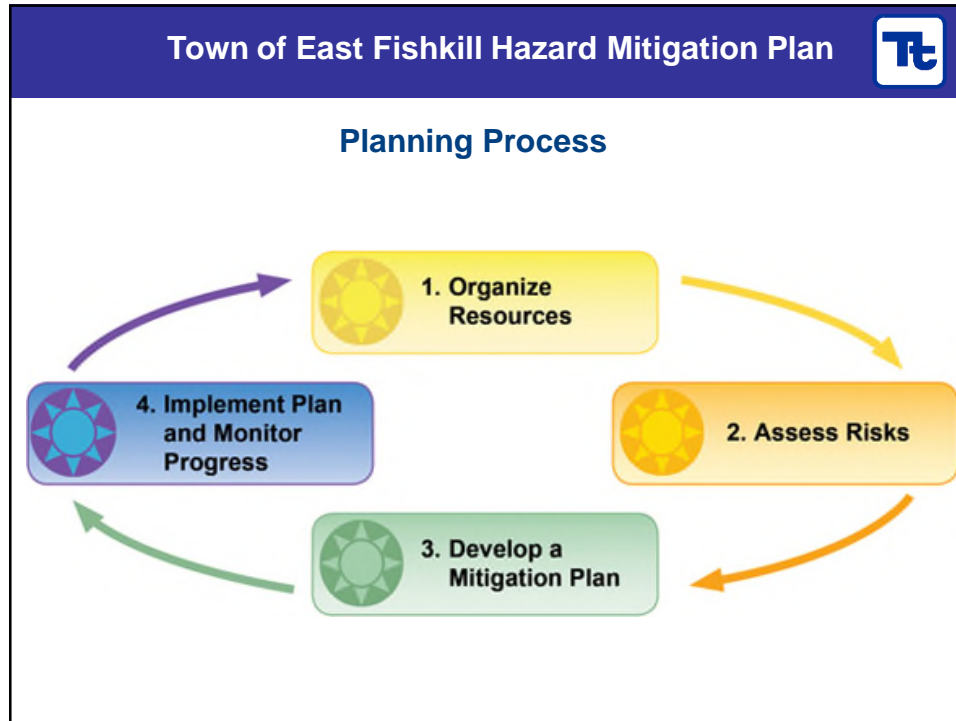 Town of East Fishkill Hazard Mitigation Plan
Tt
Planning Process
1. Organize
Resources
2. Assess Risks
3. Develop a
Mitigation Plan
4. Implement Plan
and Monitor
Progress